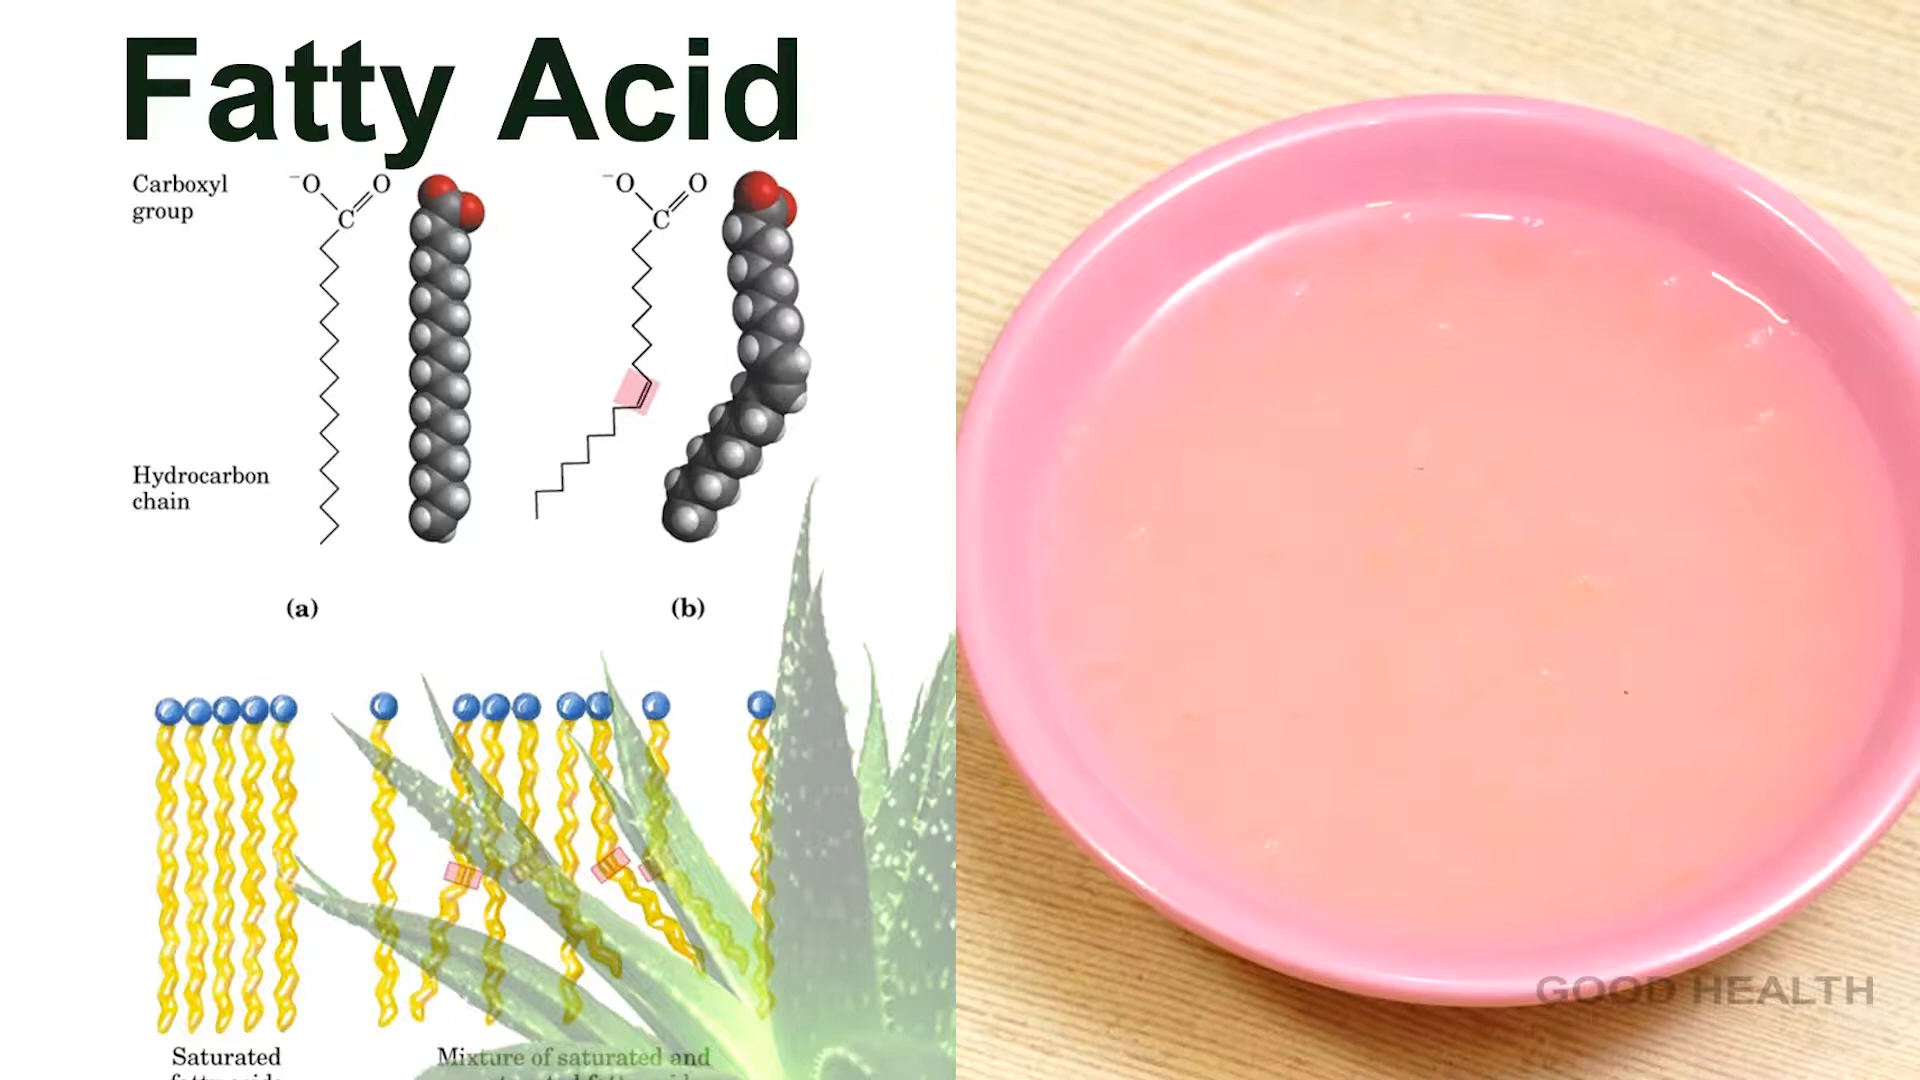 Fatty Acid
Carboxyl
group
⁻O
O
C
⁻O
O
C
Hydrocarbon
chain
(a)
(b)
Saturated
Mixture of saturated and
GOOD HEALTH